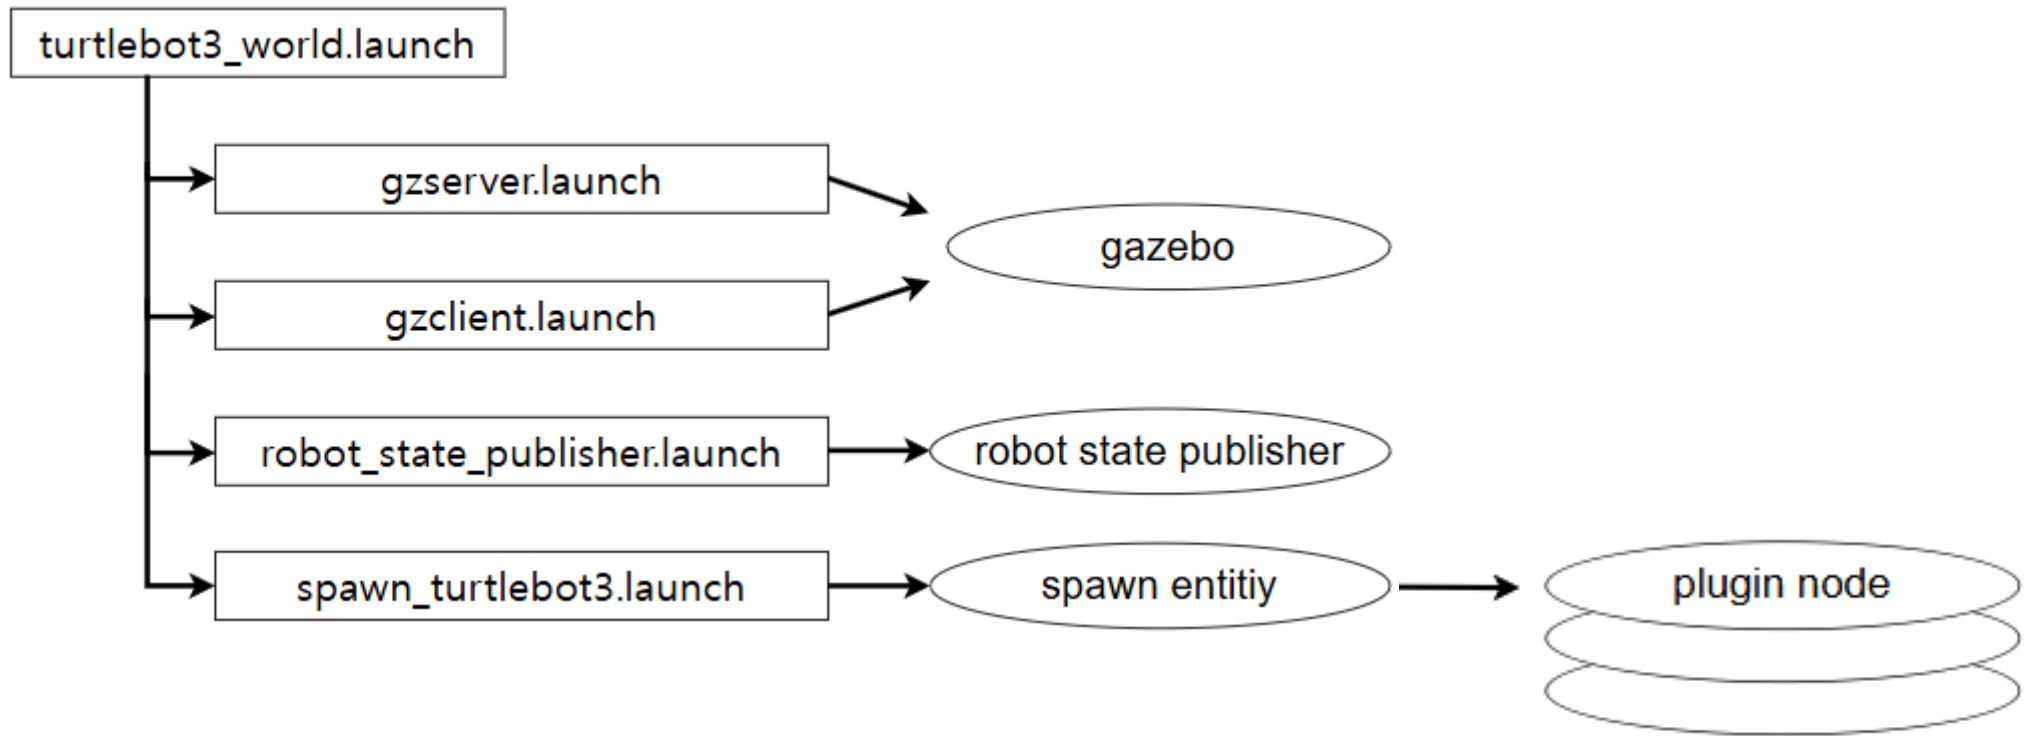 turtlebot3_world.launch
gzserver.launch
gazebo
gzclient.launch
robot_state_publisher.launch
robot state publisher
spawn_turtlebot3.launch
spawn entitiy
plugin node